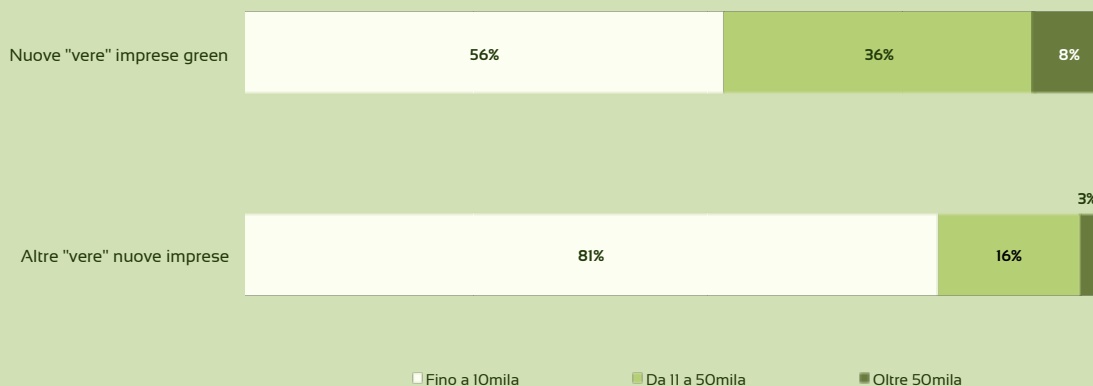 Nuove "vere" imprese green 56% 36% 8%
3%
Altre "vere" nuove imprese 81% 16%
Fino a 10mila Da 11 a 50mila Oltre 50mila